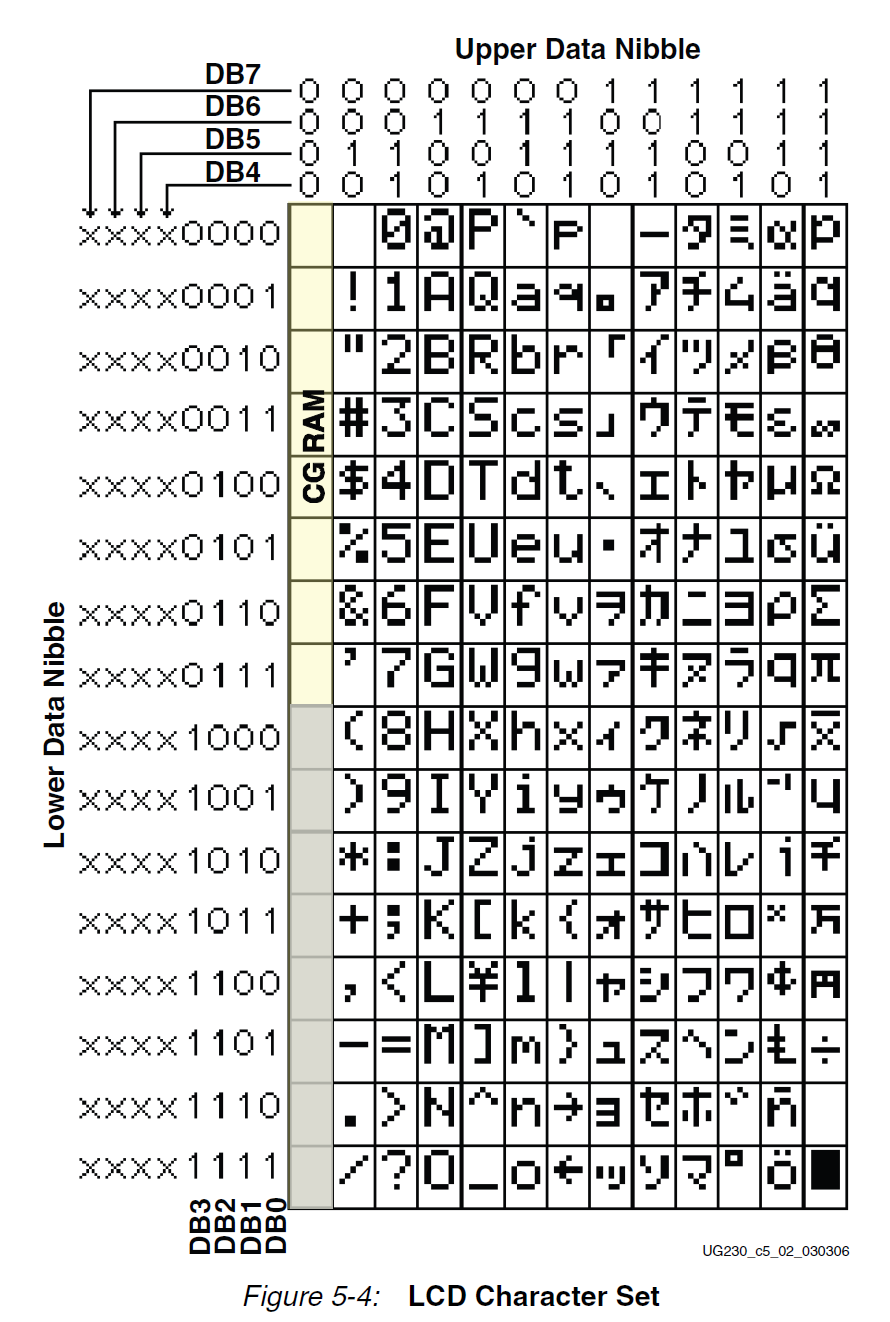 Upper Data Nibble
DB7 0 0 0 0 0 0 0 1 1 1 1 1 1
DB6 0 0 0 1 1 1 1 0 0 1 1 1 1
DB5 0 1 1 0 0 1 1 1 1 0 0 1 1
DB4 0 0 1 0 1 0 1 0 1 0 1 0 1
xxxx0000 0 @ P ` p ー タ ミ α p
xxxx0001 ! 1 A Q a q 。 ア チ ム ä q
xxxx0010 " 2 B R b r 「 イ ツ メ β θ
xxxx0011 # 3 C S c s 」 ウ テ モ ε ∞
xxxx0100 $ 4 D T d t 、 エ ト ヤ μ Ω
xxxx0101 % 5 E U e u ・ オ ナ ユ σ ü
xxxx0110 & 6 F V f v ヲ カ ニ ヨ ρ Σ
xxxx0111 ' 7 G W g w ァ キ ヌ ラ q π
xxxx1000 ( 8 H X h x ィ ク ネ リ √ x̄
xxxx1001 ) 9 I Y i y ゥ ケ ノ ル ⁻¹ y
xxxx1010 * : J Z j z ェ コ ハ レ j 千
xxxx1011 + ; K [ k { ォ サ ヒ ロ ˣ 万
xxxx1100 , < L ¥ l | ャ シ フ ワ ¢ 円
xxxx1101 - = M ] m } ュ ス ヘ ン ŧ ÷
xxxx1110 . > N ^ n → ョ セ ホ ゛ ñ
xxxx1111 / ? O _ o ← ッ ソ マ ゜ ö █
CG RAM
Lower Data Nibble
DB3
DB2
DB1
DB0
UG230_c5_02_030306
Figure 5-4: LCD Character Set